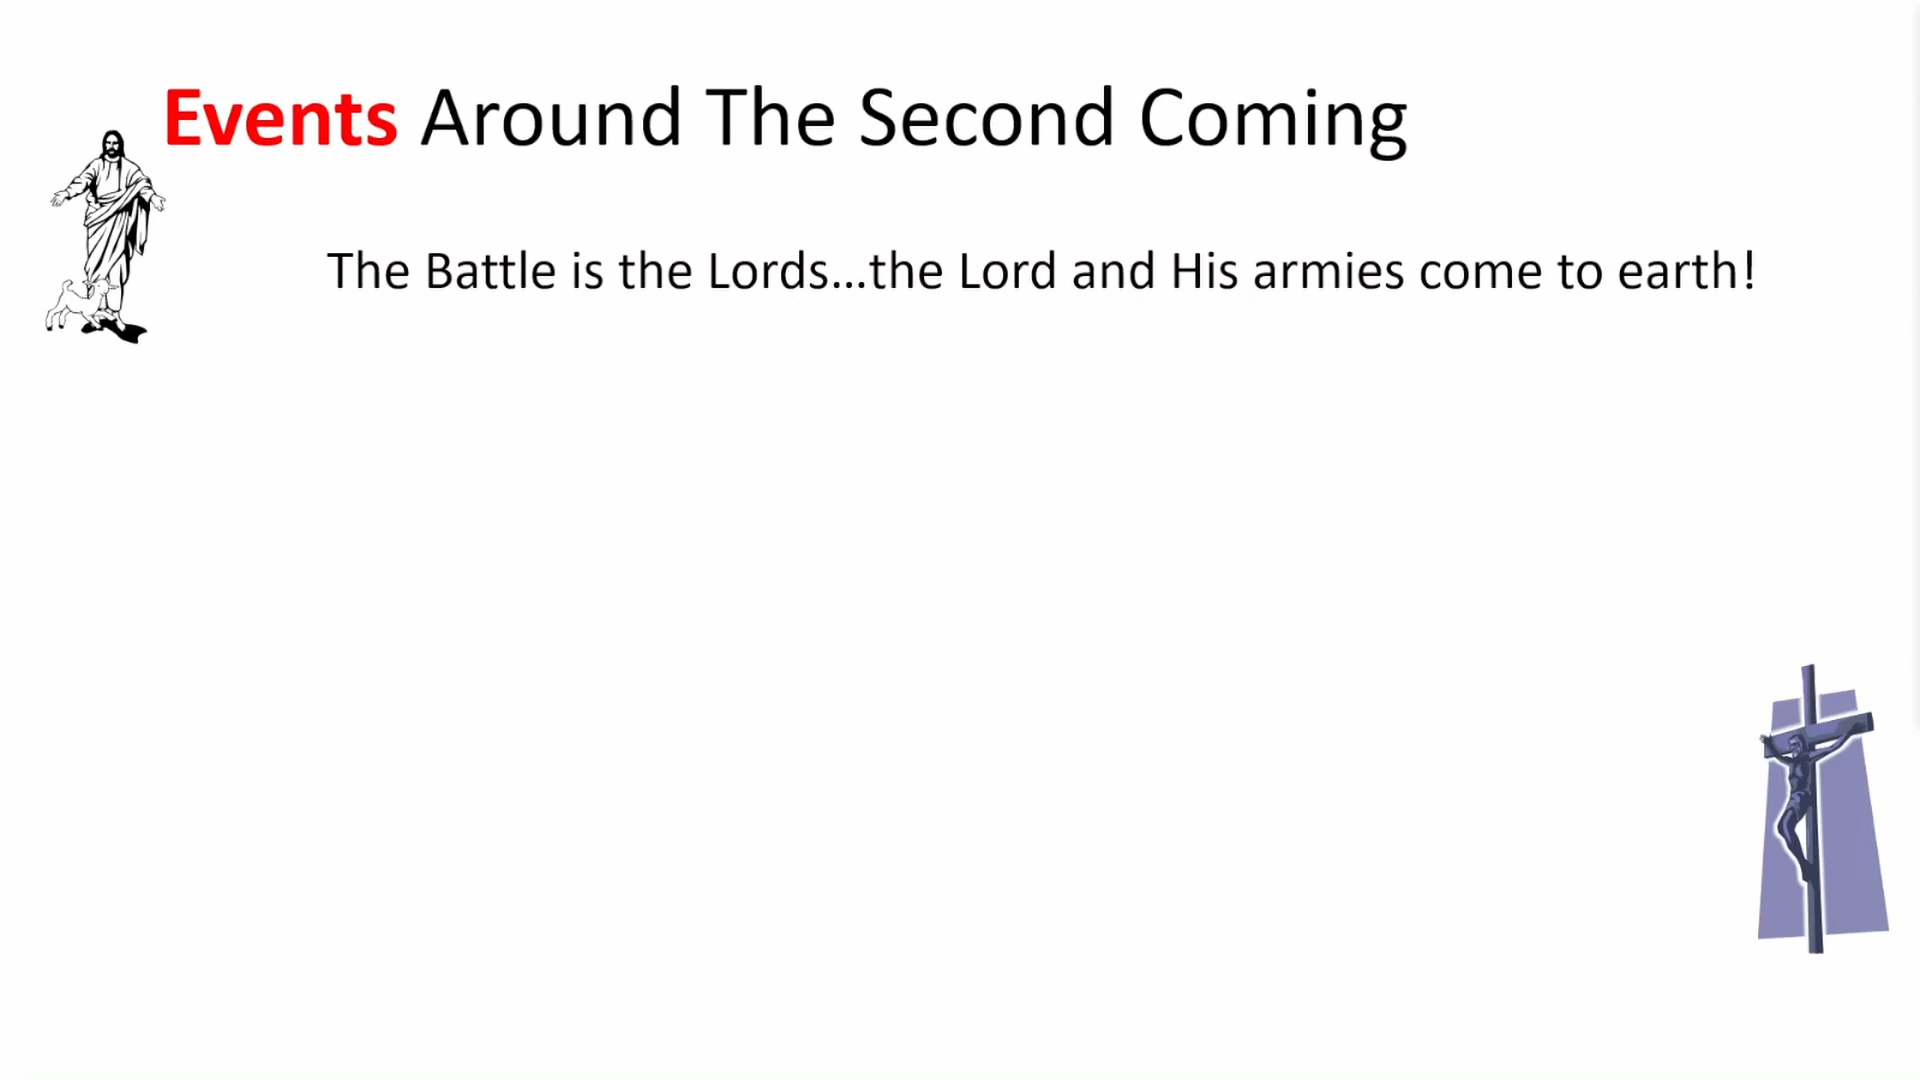 Events Around The Second Coming
The Battle is the Lords...the Lord and His armies come to earth!